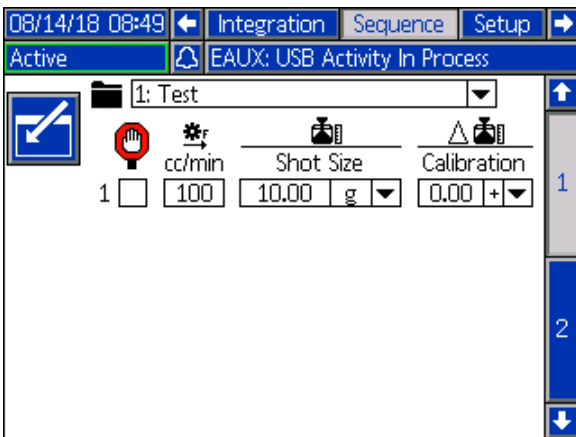 08/14/18 08:49 Integration Sequence Setup
Active EAUX: USB Activity In Process
1: Test
F
cc/min Shot Size Calibration
1 100 10.00 g 0.00 +
1
2